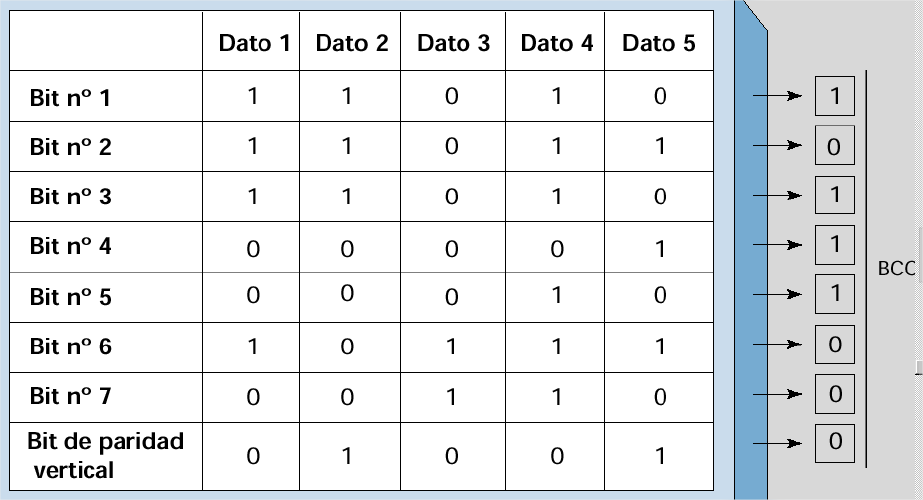 Dato 1 Dato 2 Dato 3 Dato 4 Dato 5
Bit nº 1 1 1 0 1 0 1
Bit nº 2 1 1 0 1 1 0
Bit nº 3 1 1 0 1 0 1
Bit nº 4 0 0 0 0 1 1
BCC
Bit nº 5 0 0 0 1 0 1
Bit nº 6 1 0 1 1 1 0
Bit nº 7 0 0 1 1 0 0
Bit de paridad
vertical 0 1 0 0 1 0